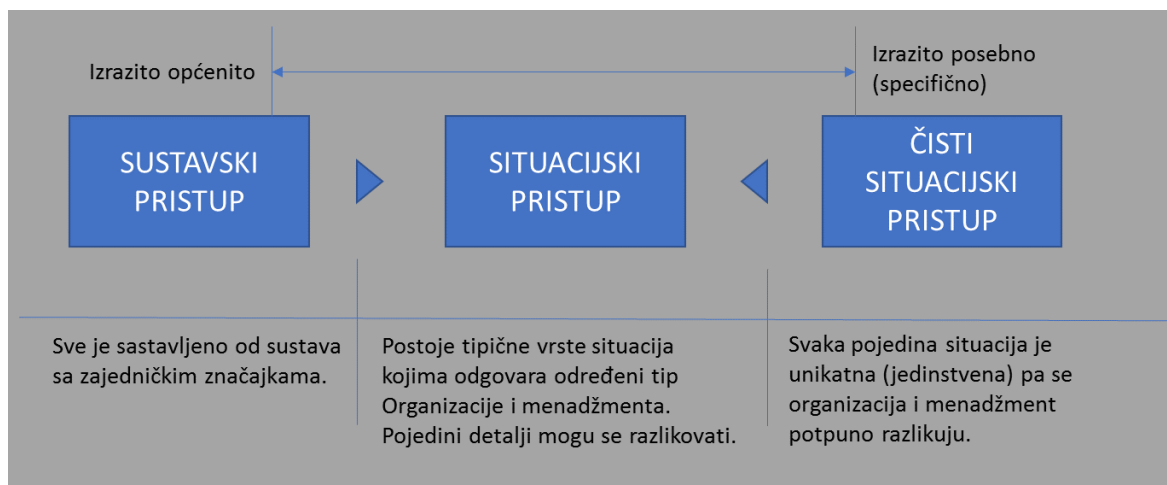 Izrazito općenito
Izrazito posebno
(specifično)
SUSTAVSKI
PRISTUP
SITUACIJSKI
PRISTUP
ČISTI
SITUACIJSKI
PRISTUP
Sve je sastavljeno od sustava
sa zajedničkim značajkama.
Postoje tipične vrste situacija
kojima odgovara određeni tip
Organizacije i menadžmenta.
Pojedini detalji mogu se razlikovati.
Svaka pojedina situacija je
unikatna (jedinstvena) pa se
organizacija i menadžment
potpuno razlikuju.